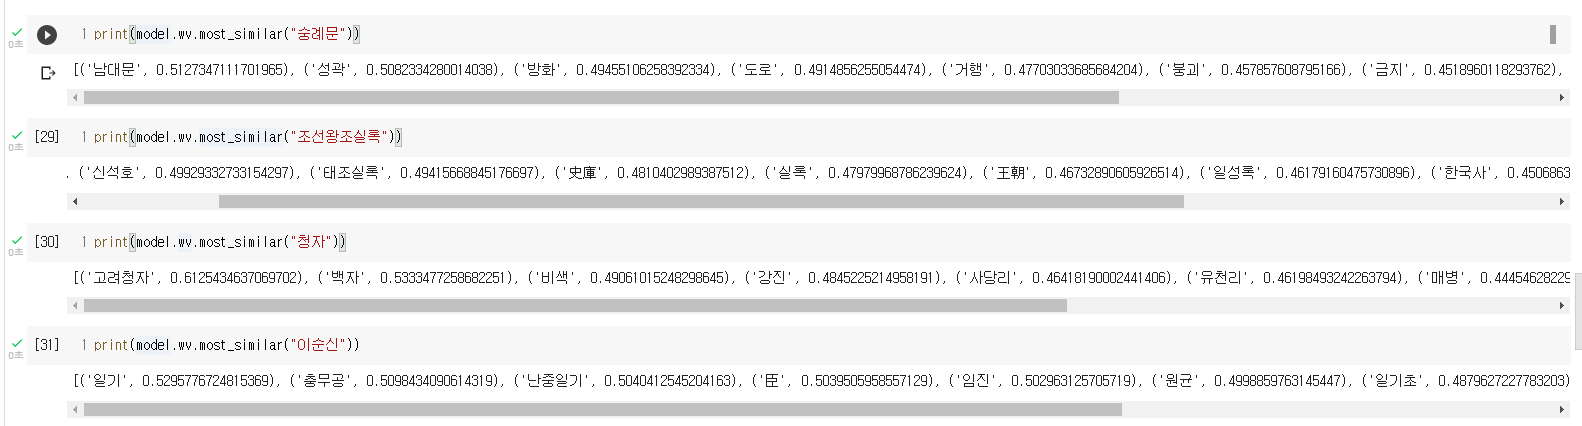 1 print(model.wv.most_similar("숭례문"))
0초
[('남대문', 0.5127347111701965), ('성곽', 0.5082334280014038), ('방화', 0.49455106258392334), ('도로', 0.4914856255054474), ('거행', 0.47703033685684204), ('붕괴', 0.457857608795166), ('금지', 0.4518960118293762),
[29] 1 print(model.wv.most_similar("조선왕조실록"))
0초
. ('신석호', 0.49929332733154297), ('태조실록', 0.49415668845176697), ('史庫', 0.4810402989387512), ('실록', 0.47979968786239624), ('王朝', 0.46732890605926514), ('일성록', 0.46179160475730896), ('한국사', 0.4506863
[30] 1 print(model.wv.most_similar("청자"))
0초
[('고려청자', 0.6125434637069702), ('백자', 0.5333477258682251), ('비색', 0.49061015248298645), ('강진', 0.4845225214958191), ('사당리', 0.46418190002441406), ('유천리', 0.46198493242263794), ('매병', 0.44454628229
[31] 1 print(model.wv.most_similar("이순신"))
0초
[('일기', 0.5295776724815369), ('충무공', 0.5098434090614319), ('난중일기', 0.5040412545204163), ('臣', 0.5039505958557129), ('임진', 0.502963125705719), ('원균', 0.4998859763145447), ('일기초', 0.4879627227783203)